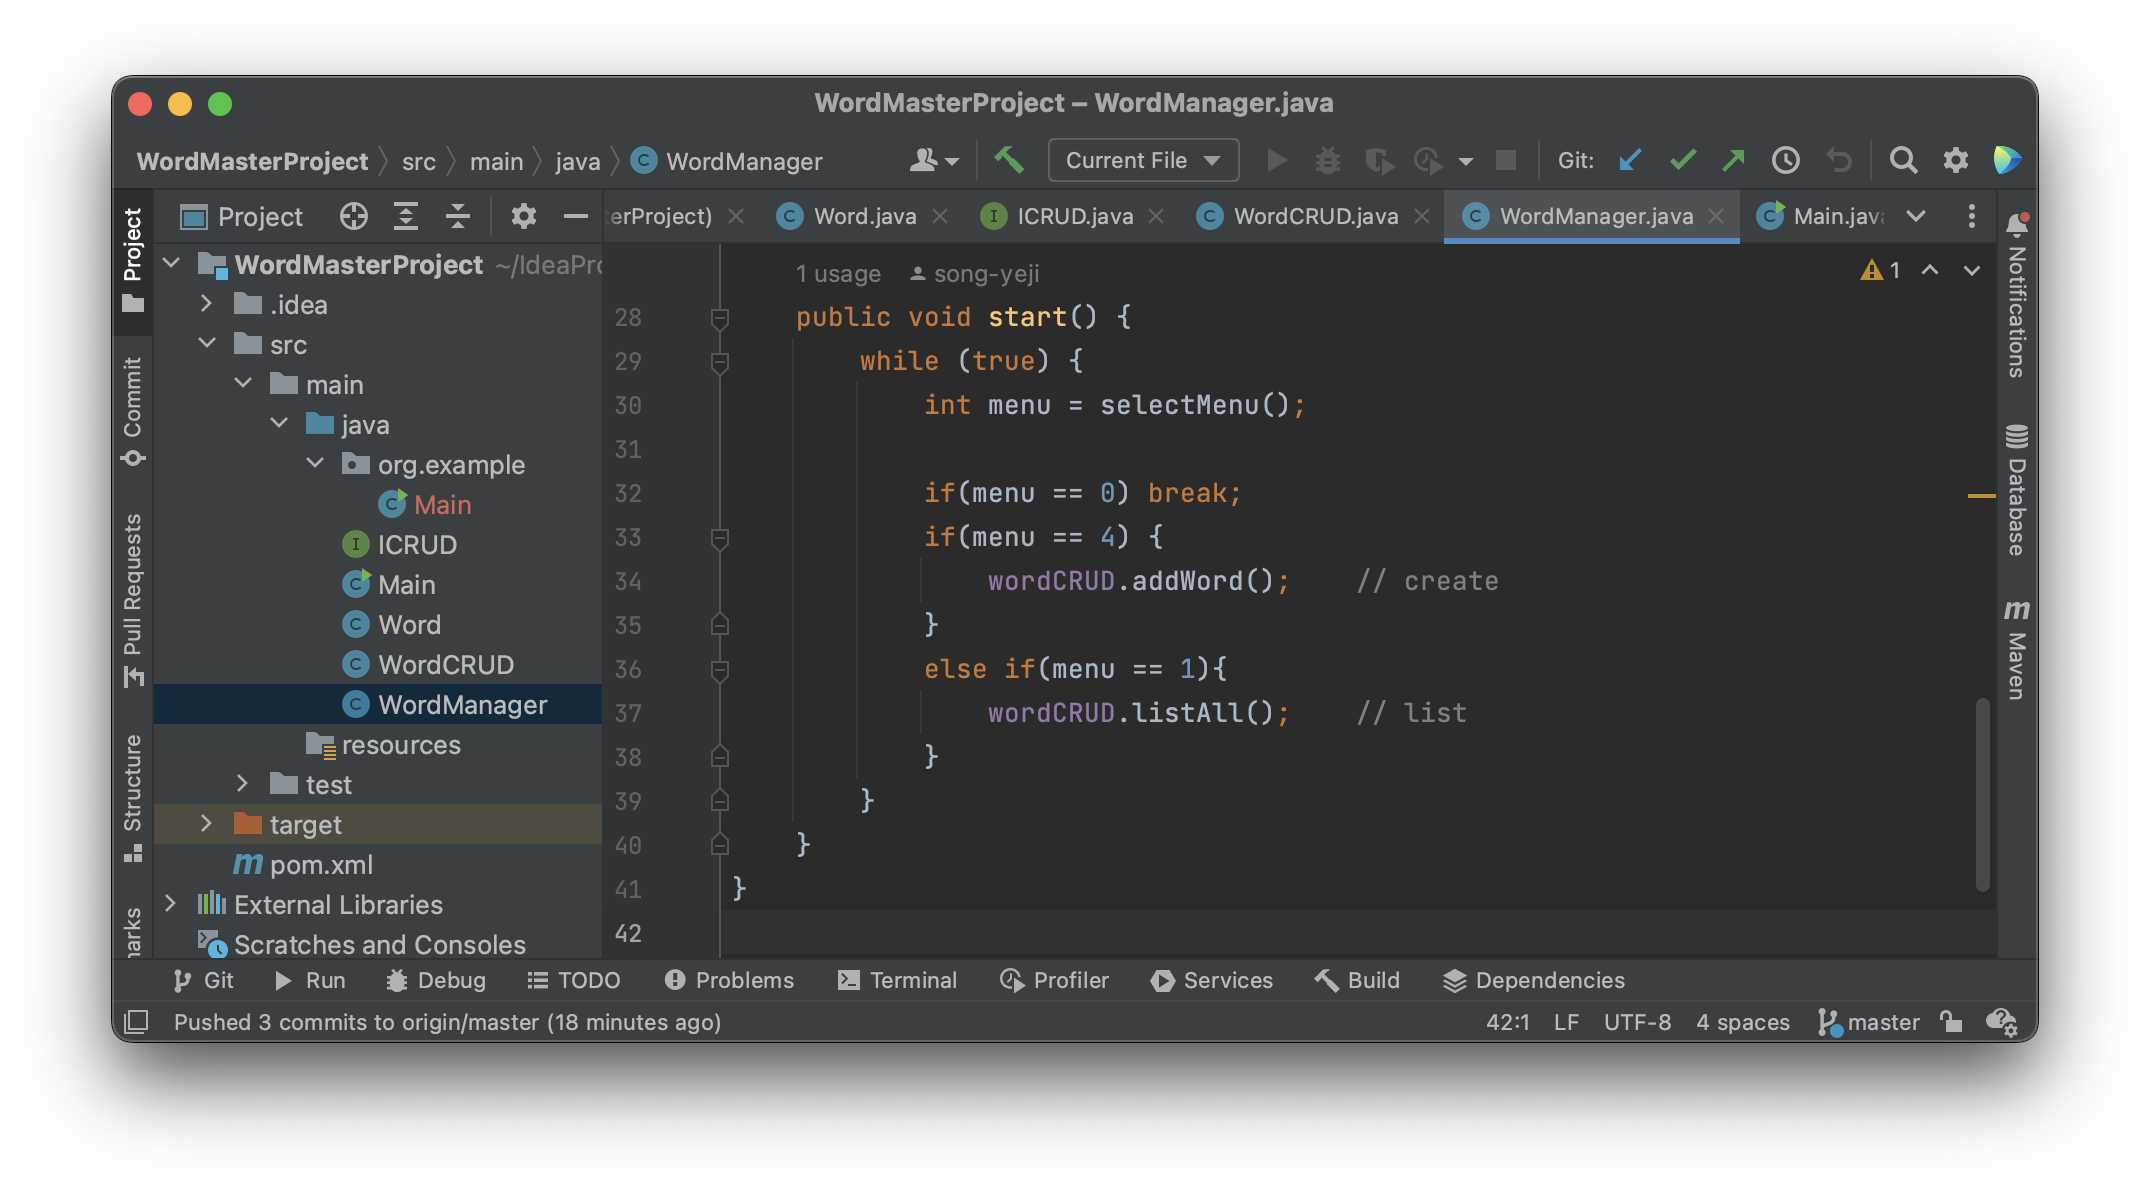 WordMasterProject – WordManager.java
WordMasterProject src main java WordManager
Current File
Git:
Project
Project
erProject)
Word.java
ICRUD.java
WordCRUD.java
WordManager.java
Main.jav
WordMasterProject ~/IdeaPro
.idea
src
main
java
org.example
Main
ICRUD
Main
Word
WordCRUD
WordManager
resources
test
target
pom.xml
External Libraries
Scratches and Consoles
Commit
Pull Requests
Structure
narks
1 usage song-yeji
1
28 public void start() {
29 while (true) {
30 int menu = selectMenu();
31
32 if(menu == 0) break;
33 if(menu == 4) {
34 wordCRUD.addWord(); // create
35 }
36 else if(menu == 1){
37 wordCRUD.listAll(); // list
38 }
39 }
40 }
41 }
42
Notifications
Database
Maven
Git
Run
Debug
TODO
Problems
Terminal
Profiler
Services
Build
Dependencies
Pushed 3 commits to origin/master (18 minutes ago)
42:1 LF UTF-8 4 spaces master